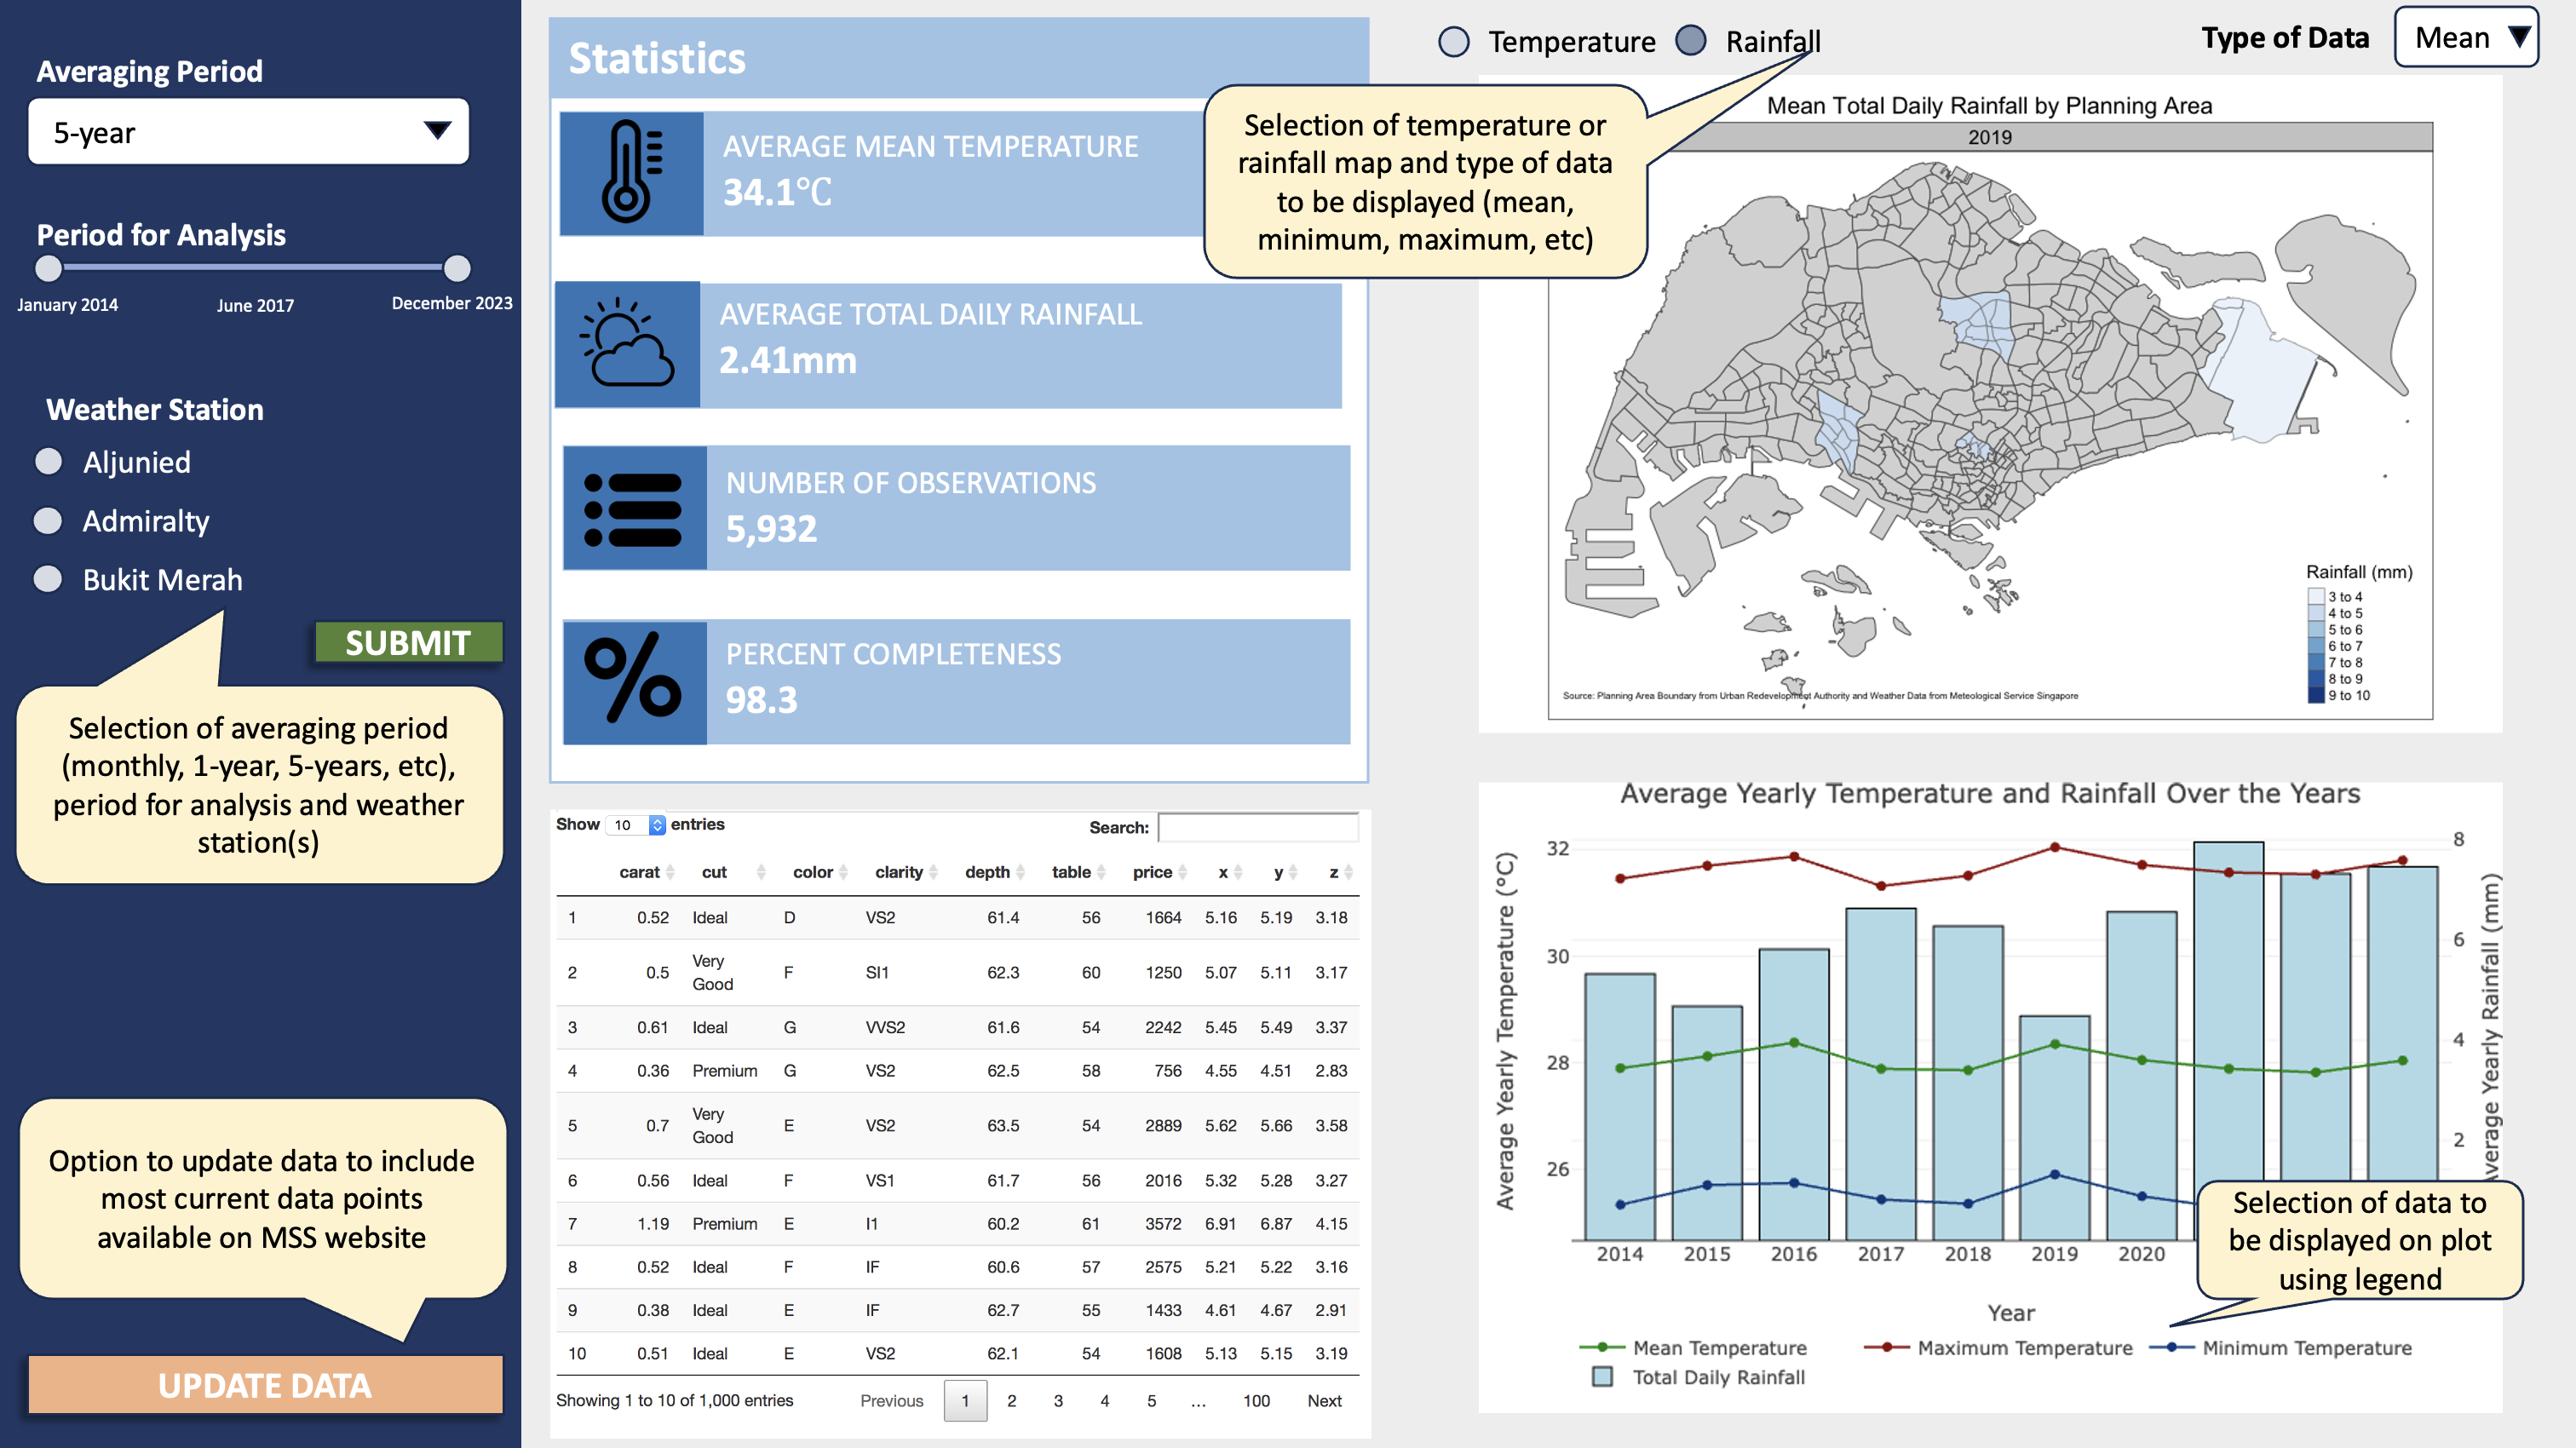 Averaging Period
5-year
Period for Analysis
January 2014
June 2017
December 2023
Weather Station
Aljunied
Admiralty
Bukit Merah
SUBMIT
Selection of averaging period
(monthly, 1-year, 5-years, etc),
period for analysis and weather
station(s)
Option to update data to include
most current data points
available on MSS website
UPDATE DATA
Statistics
AVERAGE MEAN TEMPERATURE
34.1℃
AVERAGE TOTAL DAILY RAINFALL
2.41mm
NUMBER OF OBSERVATIONS
5,932
PERCENT COMPLETENESS
98.3
Show 10 entries
Search:
carat cut color clarity depth table price x y z
1 0.52 Ideal D VS2 61.4 56 1664 5.16 5.19 3.18
2 0.5 Very Good F SI1 62.3 60 1250 5.07 5.11 3.17
3 0.61 Ideal G VVS2 61.6 54 2242 5.45 5.49 3.37
4 0.36 Premium G VS2 62.5 58 756 4.55 4.51 2.83
5 0.7 Very Good E VS2 63.5 54 2889 5.62 5.66 3.58
6 0.56 Ideal F VS1 61.7 56 2016 5.32 5.28 3.27
7 1.19 Premium E I1 60.2 61 3572 6.91 6.87 4.15
8 0.52 Ideal F IF 60.6 57 2575 5.21 5.22 3.16
9 0.38 Ideal E IF 62.7 55 1433 4.61 4.67 2.91
10 0.51 Ideal E VS2 62.1 54 1608 5.13 5.15 3.19
Showing 1 to 10 of 1,000 entries
Previous 1 2 3 4 5 ... 100 Next
Temperature
Rainfall
Type of Data
Mean
Selection of temperature or
rainfall map and type of data
to be displayed (mean,
minimum, maximum, etc)
Mean Total Daily Rainfall by Planning Area
2019
Rainfall (mm)
3 to 4
4 to 5
5 to 6
6 to 7
7 to 8
8 to 9
9 to 10
Source: Planning Area Boundary from Urban Redevelopment Authority and Weather Data from Meteological Service Singapore
Average Yearly Temperature and Rainfall Over the Years
Average Yearly Temperature (°C)
32
30
28
26
8
6
4
2
Average Yearly Rainfall (mm)
2014 2015 2016 2017 2018 2019 2020
Year
Selection of data to
be displayed on plot
using legend
Mean Temperature
Maximum Temperature
Minimum Temperature
Total Daily Rainfall